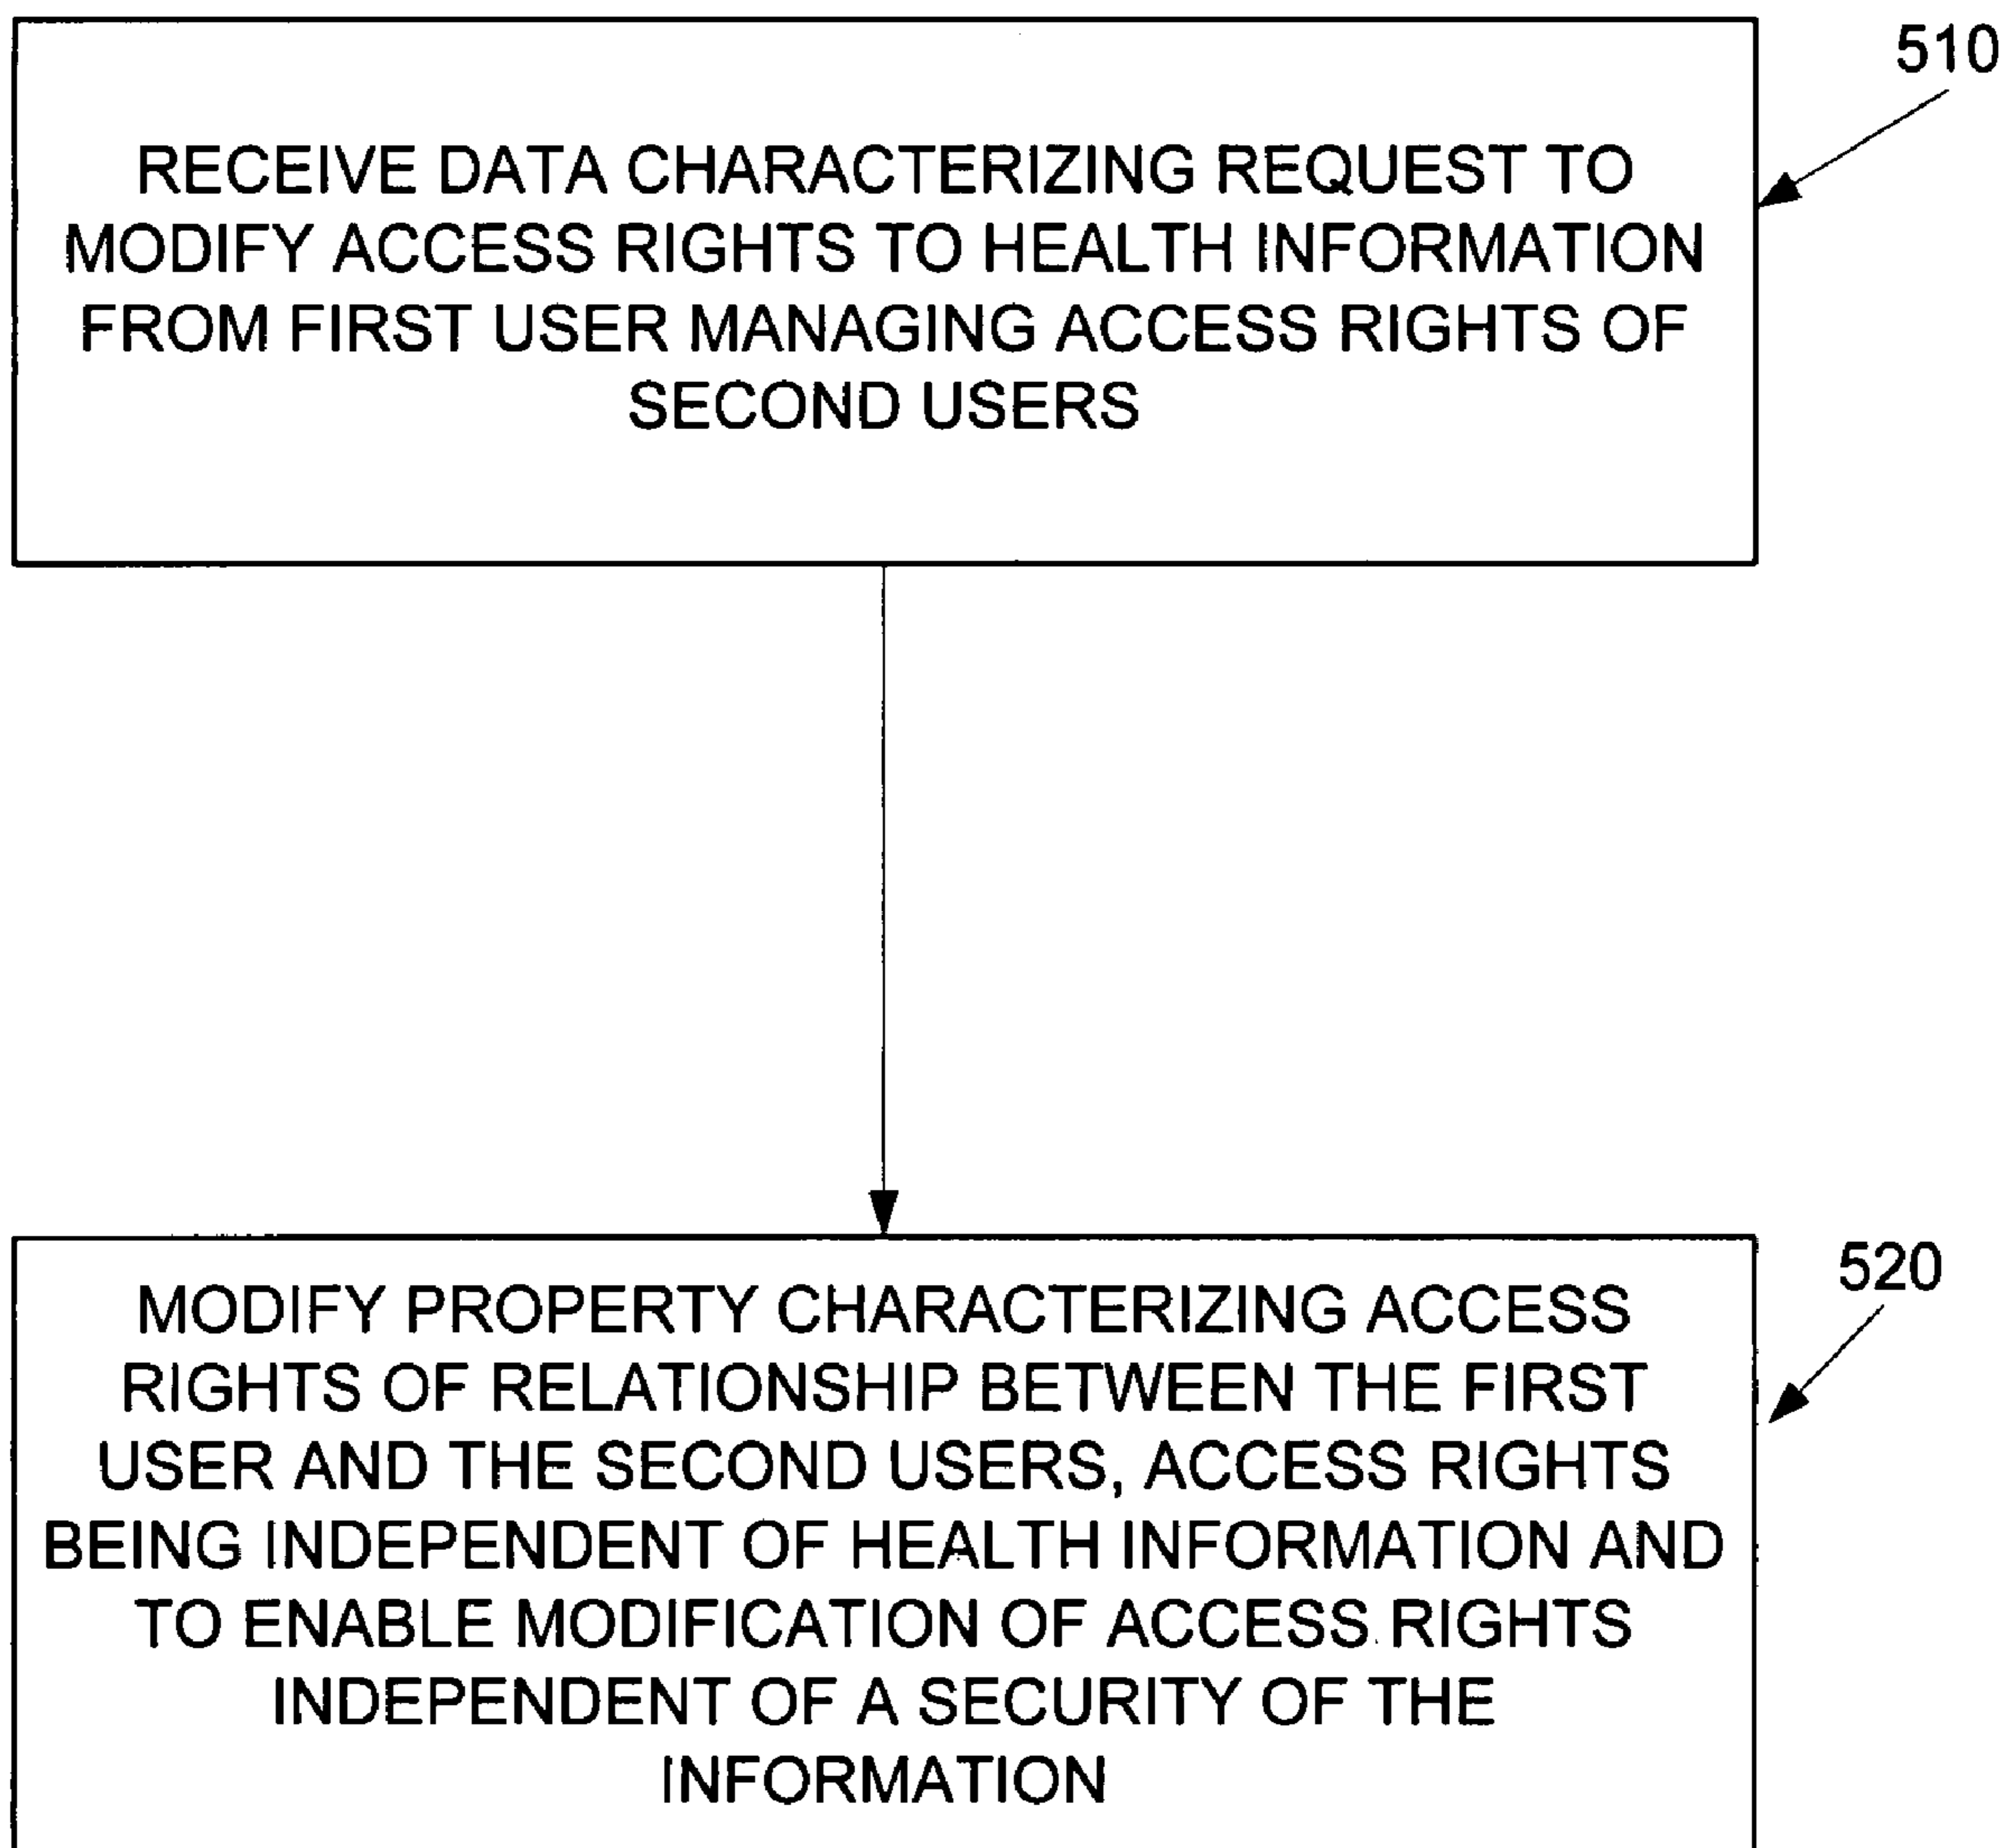 510
RECEIVE DATA CHARACTERIZING REQUEST TO
MODIFY ACCESS RIGHTS TO HEALTH INFORMATION
FROM FIRST USER MANAGING ACCESS RIGHTS OF
SECOND USERS
520
MODIFY PROPERTY CHARACTERIZING ACCESS
RIGHTS OF RELATIONSHIP BETWEEN THE FIRST
USER AND THE SECOND USERS, ACCESS RIGHTS
BEING INDEPENDENT OF HEALTH INFORMATION AND
TO ENABLE MODIFICATION OF ACCESS RIGHTS
INDEPENDENT OF A SECURITY OF THE
INFORMATION